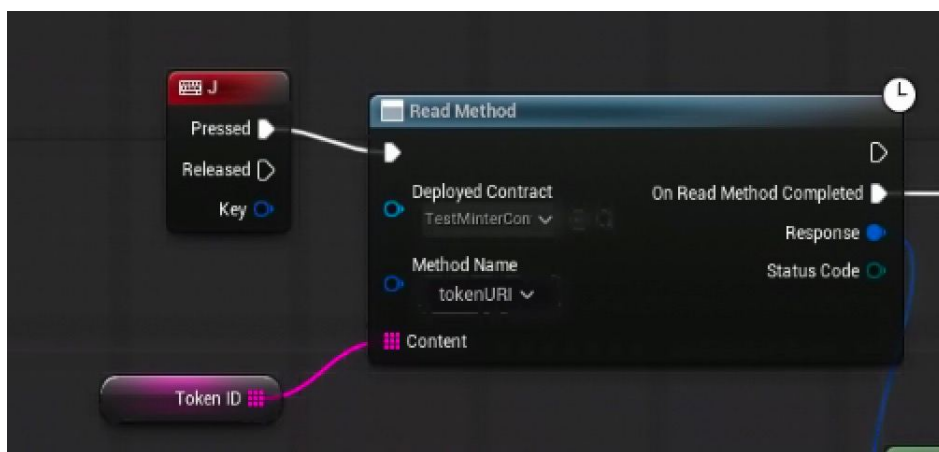 J
Pressed
Released
Key
Read Method
Deployed Contract
TestMinterCon
Method Name
tokenURI
Content
On Read Method Completed
Response
Status Code
Token ID